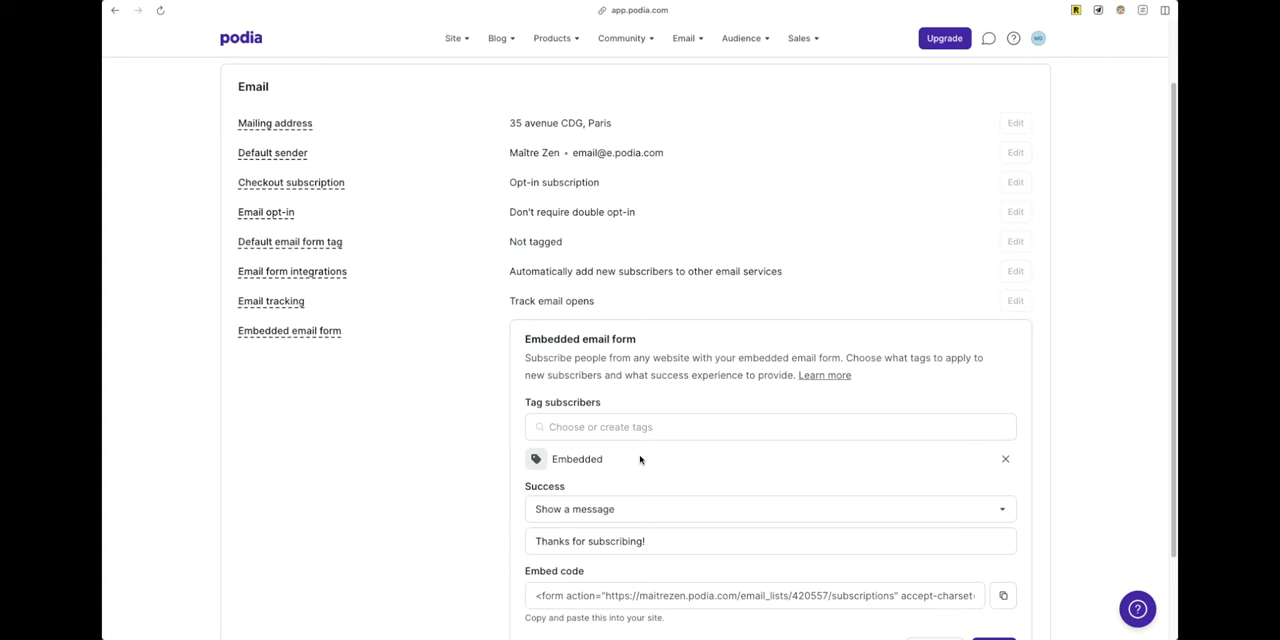 app.podia.com
podia
Site
Blog
Products
Community
Email
Audience
Sales
Upgrade
MD
Email
Mailing address
35 avenue CDG, Paris
Edit
Default sender
Maître Zen • email@e.podia.com
Edit
Checkout subscription
Opt-in subscription
Edit
Email opt-in
Don't require double opt-in
Edit
Default email form tag
Not tagged
Edit
Email form integrations
Automatically add new subscribers to other email services
Edit
Email tracking
Track email opens
Edit
Embedded email form
Embedded email form
Subscribe people from any website with your embedded email form. Choose what tags to apply to
new subscribers and what success experience to provide. Learn more
Tag subscribers
Choose or create tags
Embedded
Success
Show a message
Thanks for subscribing!
Embed code
<form action="https://maitrezen.podia.com/email_lists/420557/subscriptions" accept-charset=
Copy and paste this into your site.